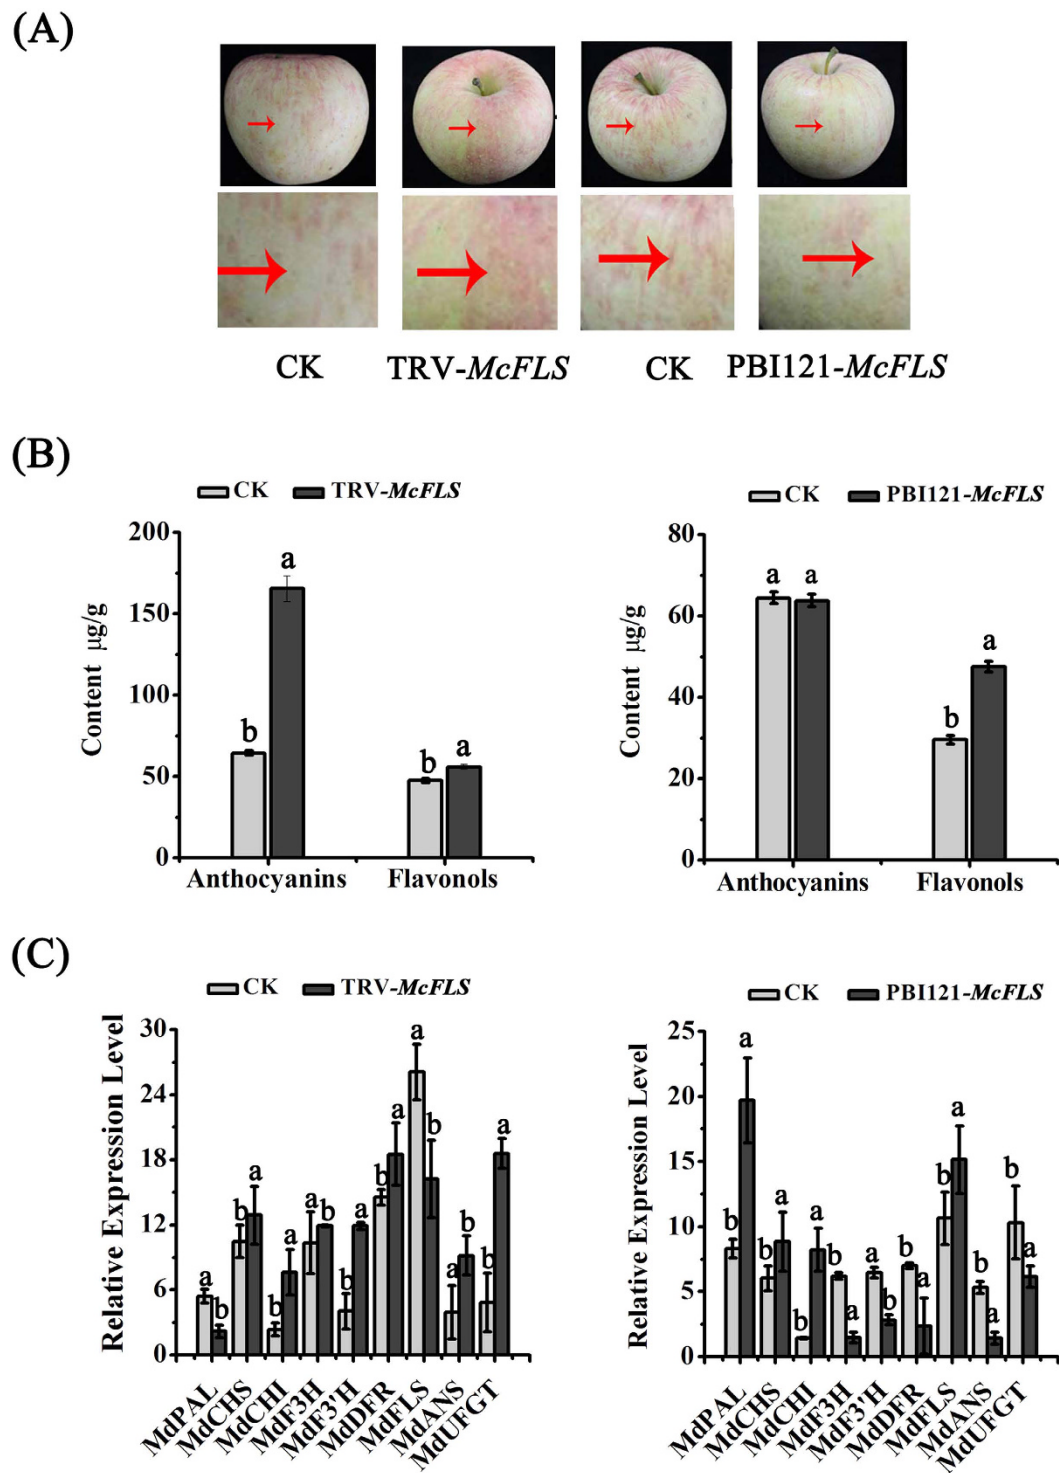 (A)
CK TRV-McFLS CK PBI121-McFLS
(B)
CK TRV-McFLS
Content µg/g
200
150
100
50
0
b a b a
Anthocyanins Flavonols
CK PBI121-McFLS
Content µg/g
80
60
40
20
0
a a b a
Anthocyanins Flavonols
(C)
CK TRV-McFLS
Relative Expression Level
30
24
18
12
6
0
a b b a b a a b b a b a a b a b b a
MdPAL
MdCHS
MdCHI
MdF3H
MdF3'H
MdDFR
MdFLS
MdANS
MdUFGT
CK PBI121-McFLS
Relative Expression Level
25
20
15
10
5
0
b a b a b a b a a b b a b a b a b a
MdPAL
MdCHS
MdCHI
MdF3H
MdF3'H
MdDFR
MdFLS
MdANS
MdUFGT